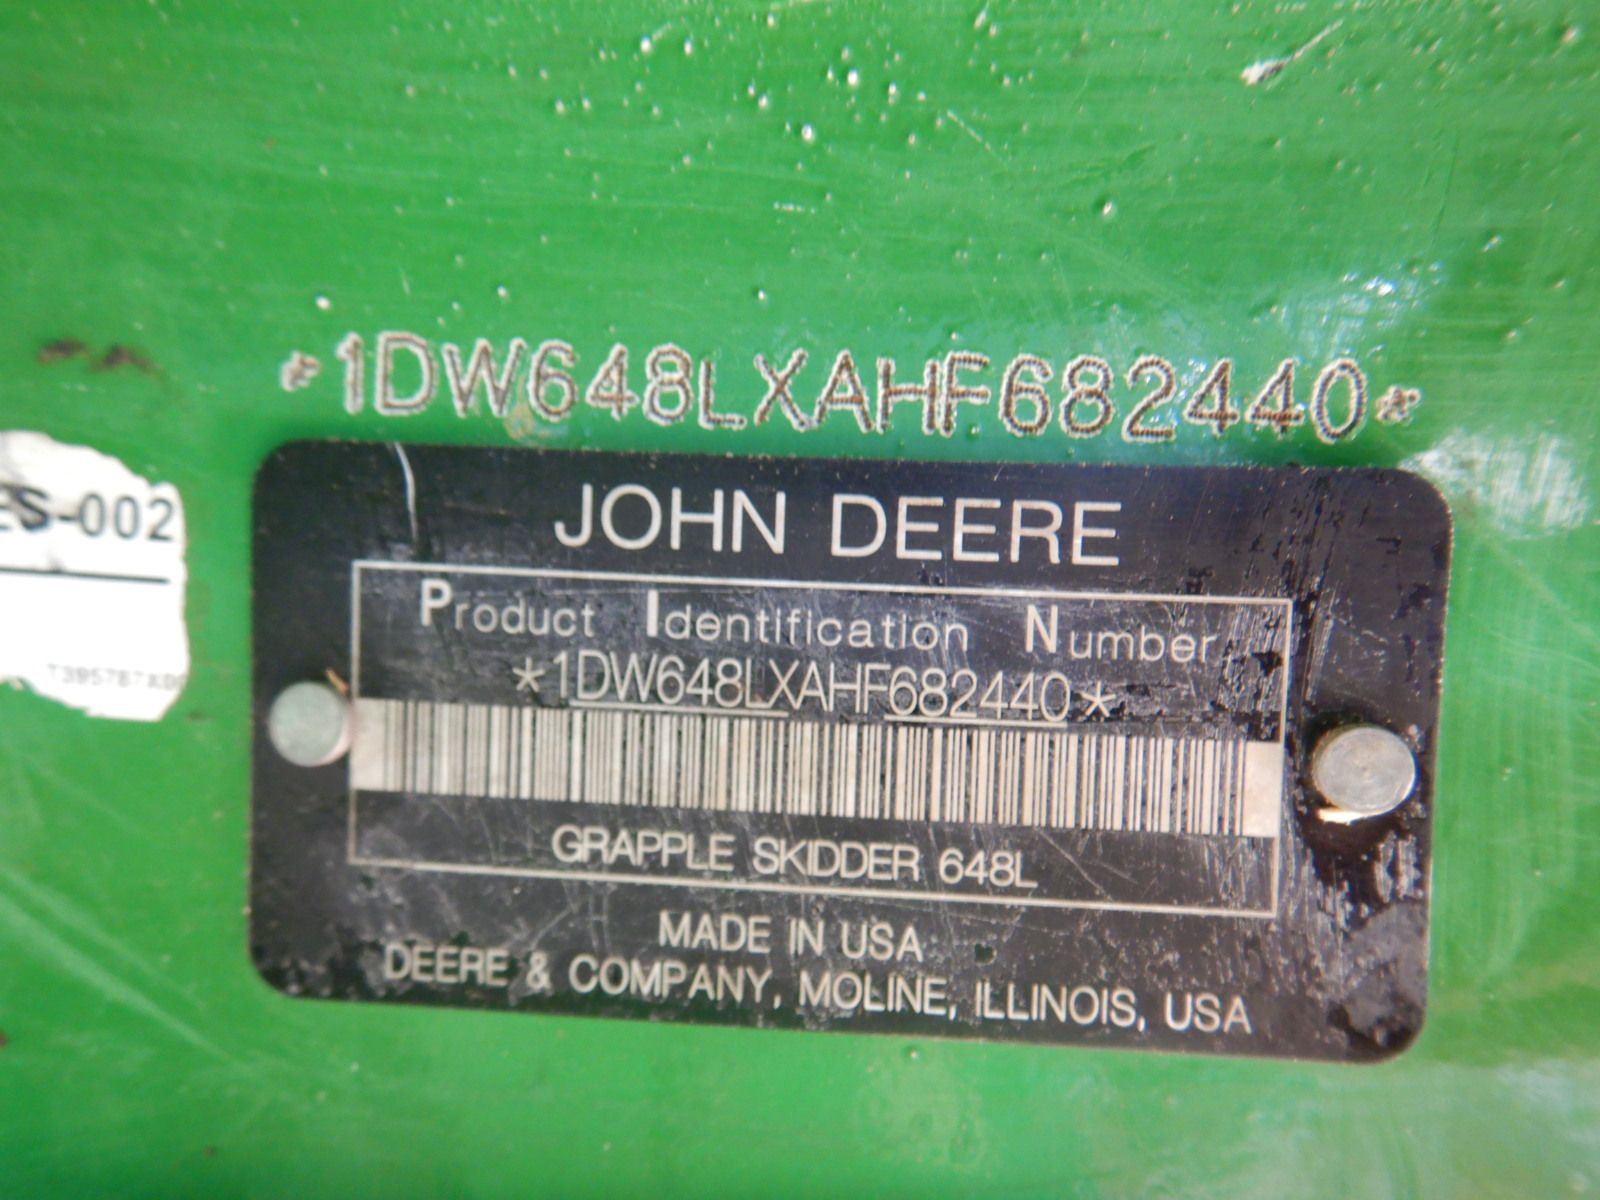 *1DW648LXAHF682440*
ES-002
JOHN DEERE
Product Identification Number
*1DW648LXAHF682440*
GRAPPLE SKIDDER 648L
MADE IN USA
DEERE & COMPANY, MOLINE, ILLINOIS, USA